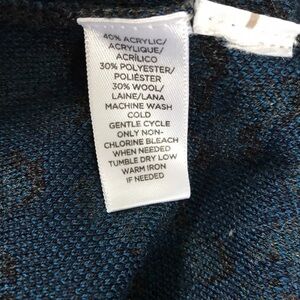 40% ACRYLIC/
ACRYLIQUE/
ACRÍLICO
30% POLYESTER/
POLIÉSTER
30% WOOL/
LAINE/LANA
MACHINE WASH
COLD
GENTLE CYCLE
ONLY NON-
CHLORINE BLEACH
WHEN NEEDED
TUMBLE DRY LOW
WARM IRON
IF NEEDED